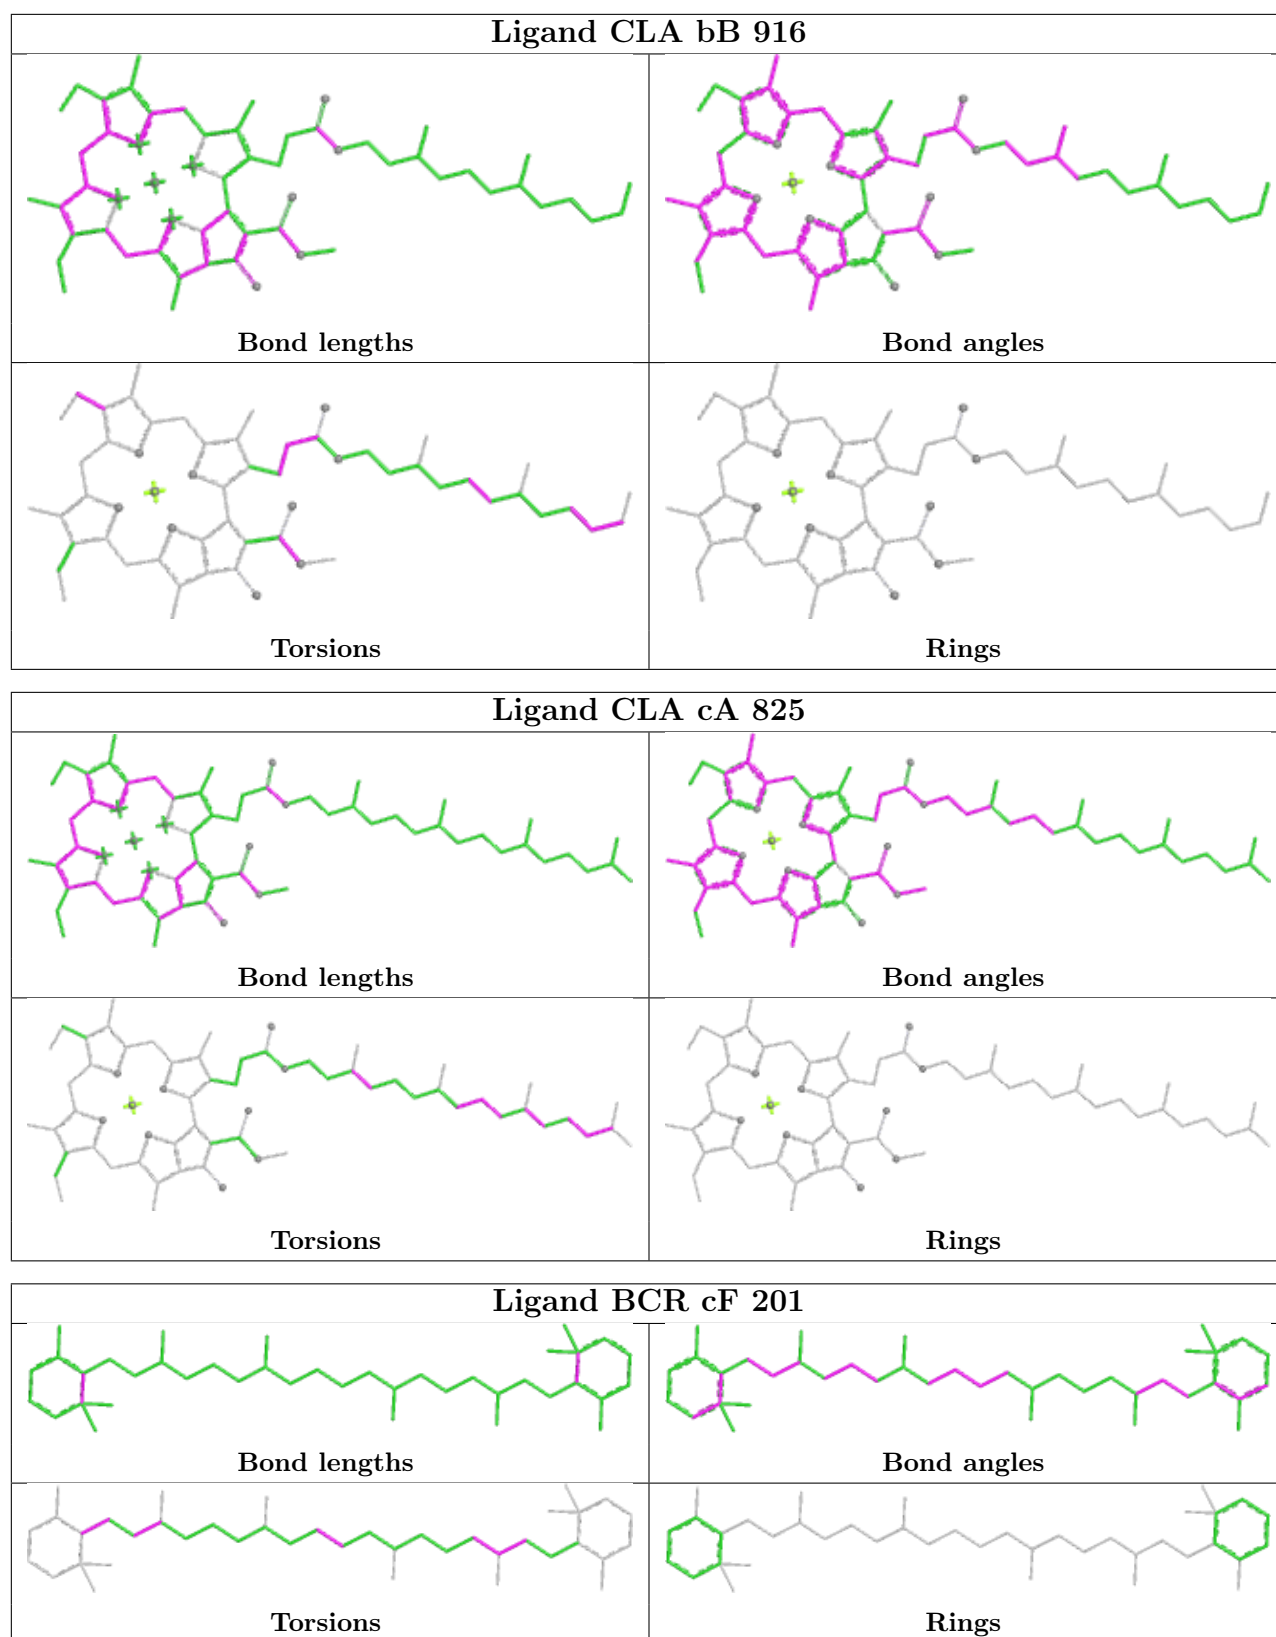 Ligand CLA bB 916
Bond lengths
Bond angles
Torsions
Rings
Ligand CLA cA 825
Bond lengths
Bond angles
Torsions
Rings
Ligand BCR cF 201
Bond lengths
Bond angles
Torsions
Rings